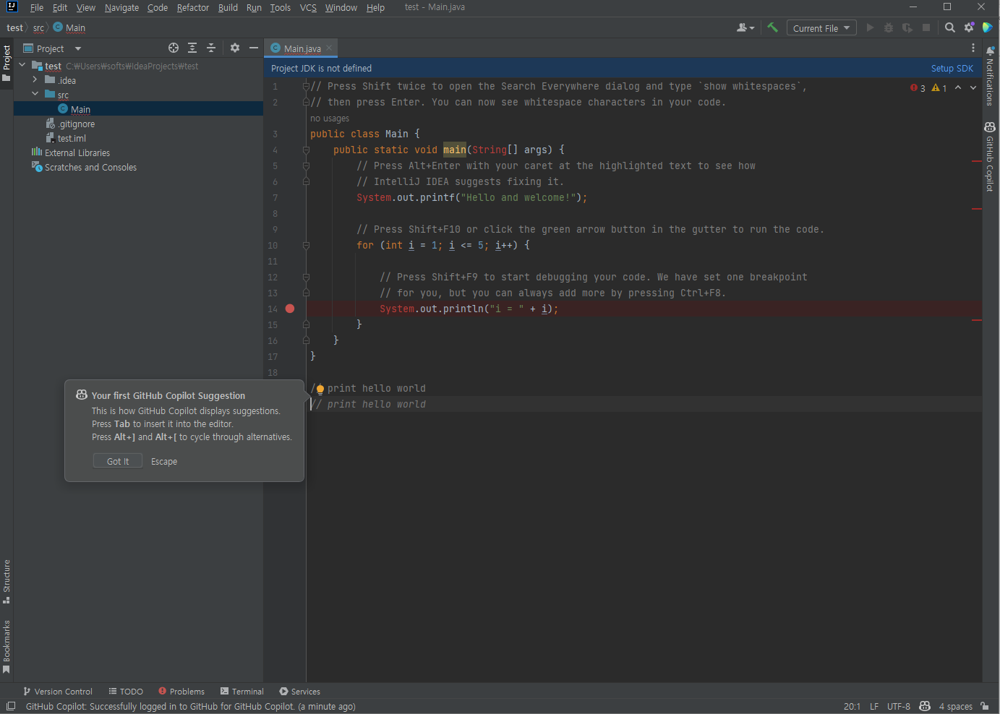 File Edit View Navigate Code Refactor Build Run Tools VCS Window Help test - Main.java
test src Main
Current File
Project
Main.java
Project JDK is not defined
Setup SDK
test C:₩Users₩softs₩IdeaProjects₩test
.idea
src
Main
.gitignore
test.iml
External Libraries
Scratches and Consoles
Project
Structure
Bookmarks
Notifications
GitHub Copilot
3 1
1 // Press Shift twice to open the Search Everywhere dialog and type `show whitespaces`,
2 // then press Enter. You can now see whitespace characters in your code.
no usages
3 public class Main {
4 public static void main(String[] args) {
5 // Press Alt+Enter with your caret at the highlighted text to see how
6 // IntelliJ IDEA suggests fixing it.
7 System.out.printf("Hello and welcome!");
8
9 // Press Shift+F10 or click the green arrow button in the gutter to run the code.
10 for (int i = 1; i <= 5; i++) {
11
12 // Press Shift+F9 to start debugging your code. We have set one breakpoint
13 // for you, but you can always add more by pressing Ctrl+F8.
14 System.out.println("i = " + i);
15 }
16 }
17 }
18
/ print hello world
// print hello world
Your first GitHub Copilot Suggestion
This is how GitHub Copilot displays suggestions.
Press Tab to insert it into the editor.
Press Alt+] and Alt+[ to cycle through alternatives.
Got It Escape
Version Control TODO Problems Terminal Services
GitHub Copilot: Successfully logged in to GitHub for GitHub Copilot. (a minute ago)
20:1 LF UTF-8 4 spaces